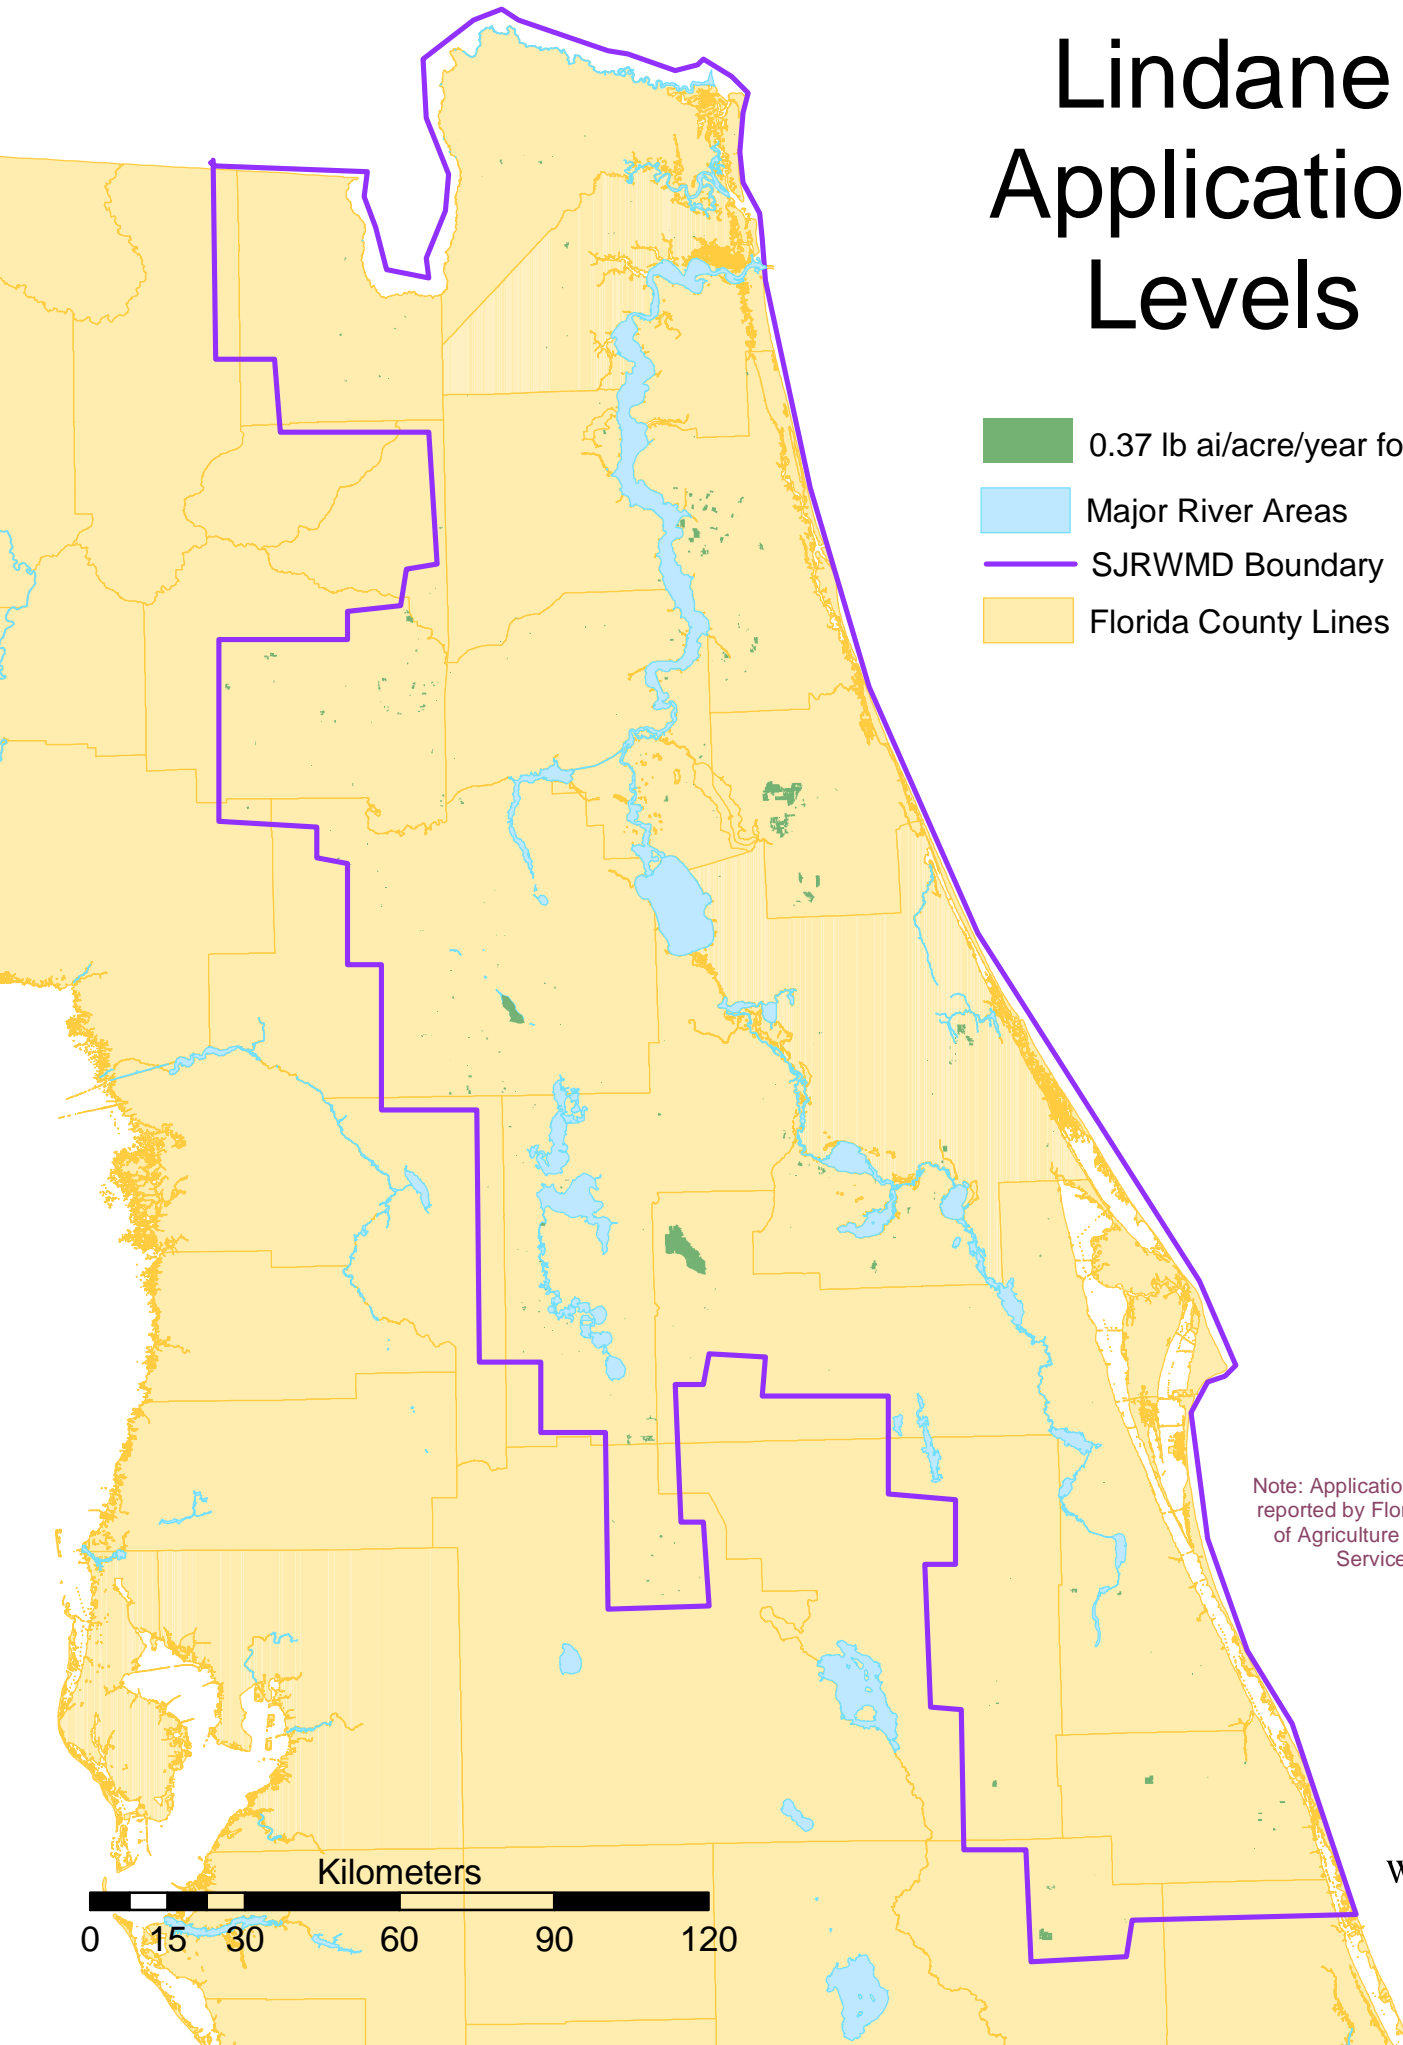 Lindane
Applicatio
Levels
0.37 lb ai/acre/year fo
Major River Areas
SJRWMD Boundary
Florida County Lines
Note: Applicatio
reported by Flor
of Agriculture
Service
W
Kilometers
0 15 30 60 90 120